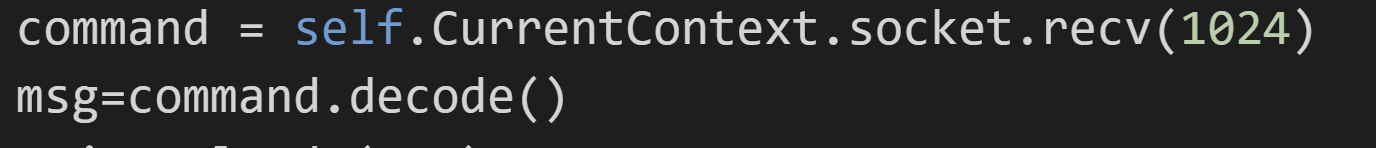 command = self.CurrentContext.socket.recv(1024)
msg=command.decode()